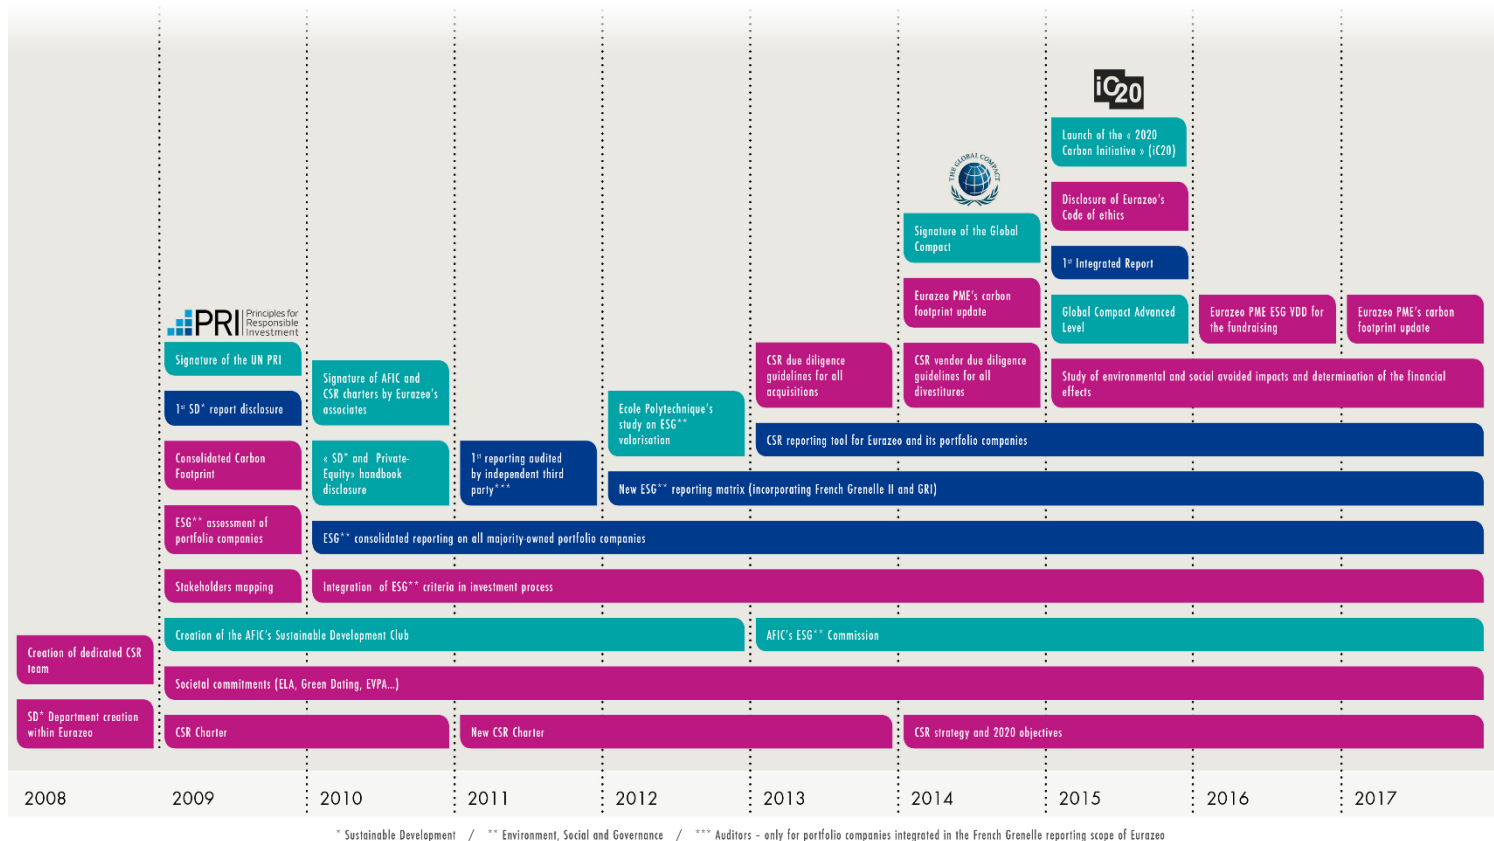 iC20
Launch of the « 2020
Carbon Initiative » (iC20)
THE GLOBAL COMPACT
Disclosure of Eurazeo's
Code of ethics
Signature of the Global
Compact
1st Integrated Report
Eurazeo PME's carbon
footprint update
Global Compact Advanced
Level
Eurazeo PME ESG VDD for
the fundraising
Eurazeo PME's carbon
footprint update
PRI
Principles for
Responsible
Investment
Signature of the UN PRI
Signature of AFIC and
CSR charters by Eurazeo's
associates
CSR due diligence
guidelines for all
acquisitions
CSR vendor due diligence
guidelines for all
divestitures
Study of environmental and social avoided impacts and determination of the financial
effects
1st SD* report disclosure
Ecole Polytechnique's
study on ESG**
valorisation
CSR reporting tool for Eurazeo and its portfolio companies
Consolidated Carbon
Footprint
« SD* and Private-
Equity» handbook
disclosure
1st reporting audited
by independent third
party***
New ESG** reporting matrix (incorporating French Grenelle II and GRI)
ESG** assessment of
portfolio companies
ESG** consolidated reporting on all majority-owned portfolio companies
Stakeholders mapping
Integration of ESG** criteria in investment process
Creation of the AFIC's Sustainable Development Club
AFIC's ESG** Commission
Creation of dedicated CSR
team
Societal commitments (ELA, Green Dating, EVPA...)
SD* Department creation
within Eurazeo
CSR Charter
New CSR Charter
CSR strategy and 2020 objectives
2008
2009
2010
2011
2012
2013
2014
2015
2016
2017
* Sustainable Development / ** Environment, Social and Governance / *** Auditors – only for portfolio companies integrated in the French Grenelle reporting scope of Eurazeo